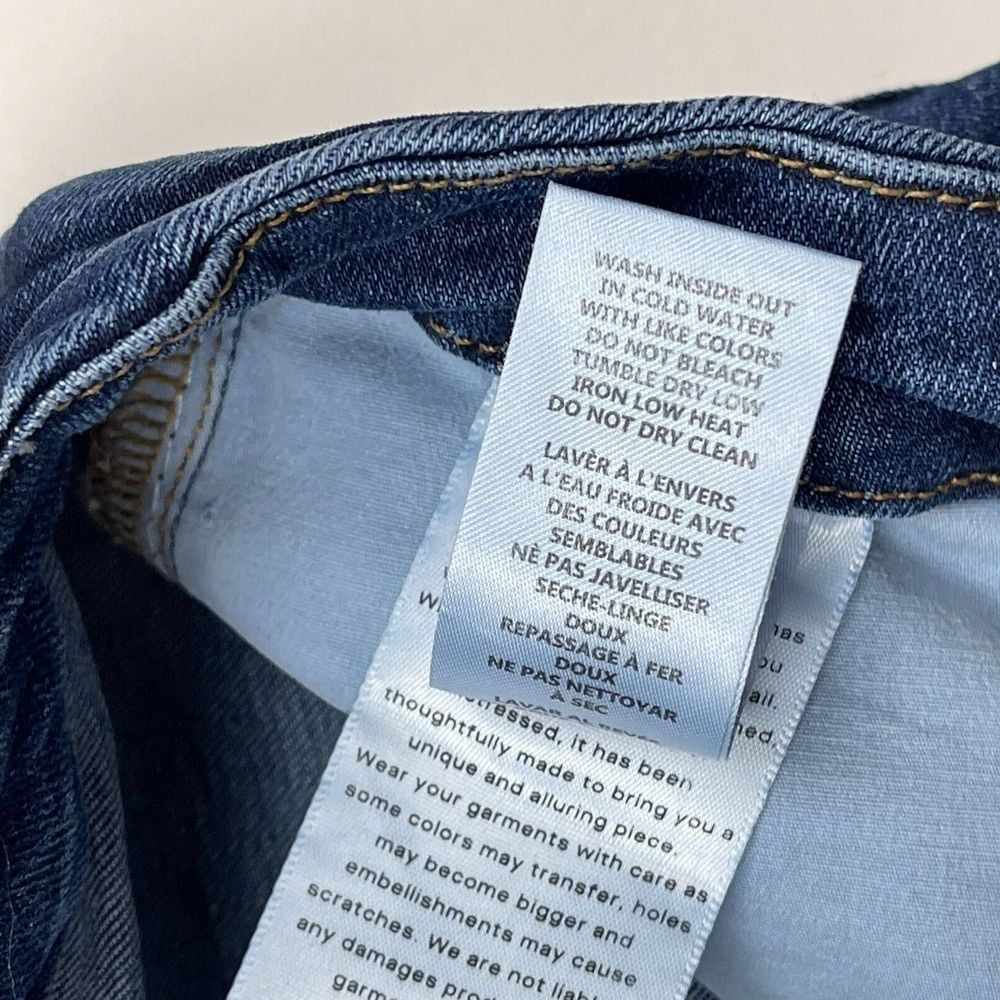 WASH INSIDE OUT
IN COLD WATER
WITH LIKE COLORS
DO NOT BLEACH
TUMBLE DRY LOW
IRON LOW HEAT
DO NOT DRY CLEAN
LAVÈR À L'ENVERS
A L'EAU FROIDE AVEC
DES COULEURS
SEMBLABLES
NÈ PAS JAVELLISER
SECHE-LINGE
DOUX
REPASSAGE À FER
DOUX
NE PAS NETTOYAR
À SEC
it has been
thoughtfully made to bring you a
unique and alluring piece.
Wear your garments with care as
some colors may transfer, holes
may become bigger and
embellishments may cause
scratches. We are not
any damages